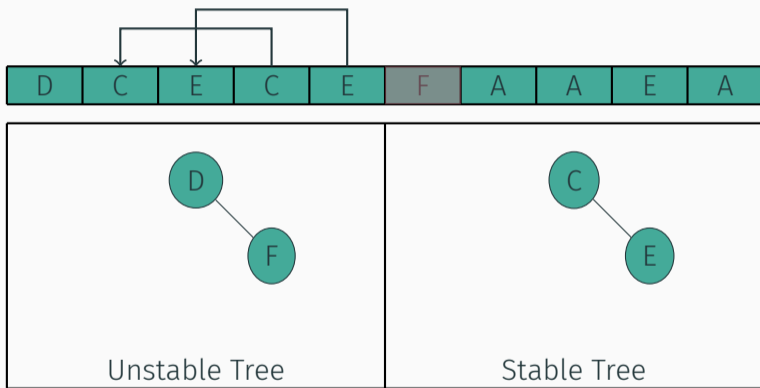 D C E C E F A A E A
D C
F E
Unstable Tree Stable Tree